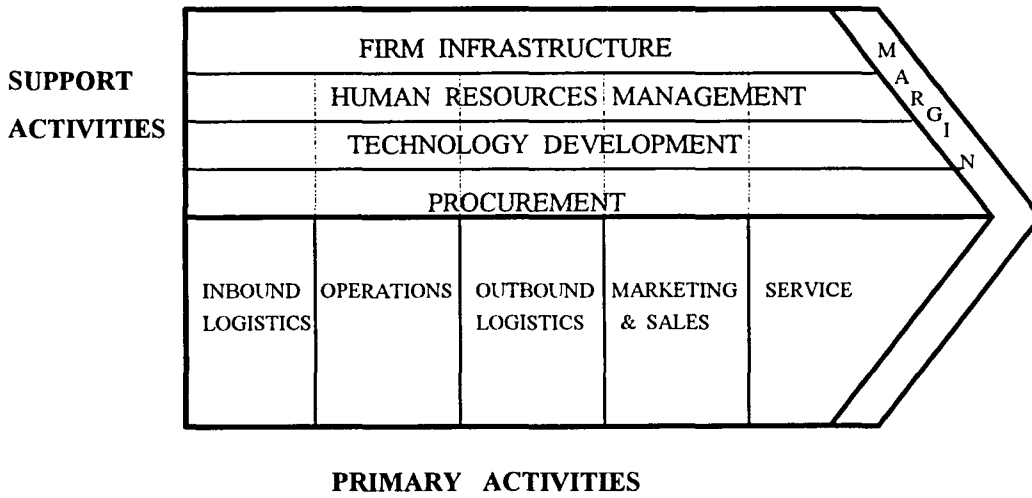 FIRM INFRASTRUCTURE
SUPPORT
ACTIVITIES
HUMAN RESOURCES MANAGEMENT
TECHNOLOGY DEVELOPMENT
PROCUREMENT
MARGIN
INBOUND
LOGISTICS
OPERATIONS
OUTBOUND
LOGISTICS
MARKETING
& SALES
SERVICE
PRIMARY ACTIVITIES